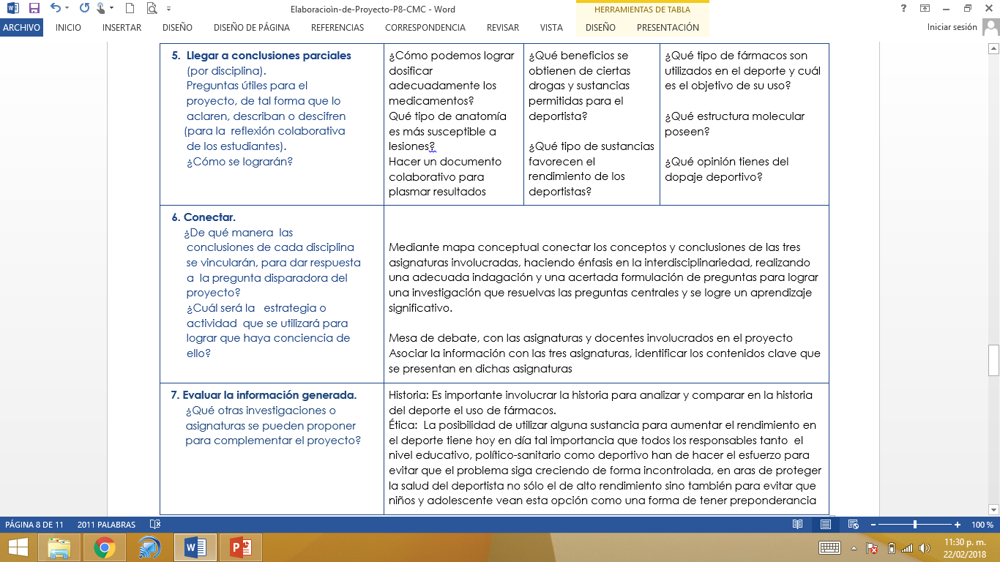 Elaboracioìn-de-Proyecto-P8-CMC - Word
HERRAMIENTAS DE TABLA
ARCHIVO INICIO INSERTAR DISEÑO DISEÑO DE PÁGINA REFERENCIAS CORRESPONDENCIA REVISAR VISTA DISEÑO PRESENTACIÓN Iniciar sesión
5. Llegar a conclusiones parciales
(por disciplina).
Preguntas útiles para el
proyecto, de tal forma que lo
aclaren, describan o descifren
(para la reflexión colaborativa
de los estudiantes).
¿Cómo se lograrán?
¿Cómo podemos lograr
dosificar
adecuadamente los
medicamentos?
Qué tipo de anatomía
es más susceptible a
lesiones?
Hacer un documento
colaborativo para
plasmar resultados
¿Qué beneficios se
obtienen de ciertas
drogas y sustancias
permitidas para el
deportista?
¿Qué tipo de sustancias
favorecen el
rendimiento de los
deportistas?
¿Qué tipo de fármacos son
utilizados en el deporte y cuál
es el objetivo de su uso?
¿Qué estructura molecular
poseen?
¿Qué opinión tienes del
dopaje deportivo?
6. Conectar.
¿De qué manera las
conclusiones de cada disciplina
se vincularán, para dar respuesta
a la pregunta disparadora del
proyecto?
¿Cuál será la estrategia o
actividad que se utilizará para
lograr que haya conciencia de
ello?
Mediante mapa conceptual conectar los conceptos y conclusiones de las tres
asignaturas involucradas, haciendo énfasis en la interdisciplinariedad, realizando
una adecuada indagación y una acertada formulación de preguntas para lograr
una investigación que resuelvas las preguntas centrales y se logre un aprendizaje
significativo.
Mesa de debate, con las asignaturas y docentes involucrados en el proyecto
Asociar la información con las tres asignaturas, identificar los contenidos clave que
se presentan en dichas asignaturas
7. Evaluar la información generada.
¿Qué otras investigaciones o
asignaturas se pueden proponer
para complementar el proyecto?
Historia: Es importante involucrar la historia para analizar y comparar en la historia
del deporte el uso de fármacos.
Ética: La posibilidad de utilizar alguna sustancia para aumentar el rendimiento en
el deporte tiene hoy en día tal importancia que todos los responsables tanto el
nivel educativo, político-sanitario como deportivo han de hacer el esfuerzo para
evitar que el problema siga creciendo de forma incontrolada, en aras de proteger
la salud del deportista no sólo el de alto rendimiento sino también para evitar que
niños y adolescente vean esta opción como una forma de tener preponderancia
PÁGINA 8 DE 11 2011 PALABRAS 100 %
11:30 p. m.
22/02/2018